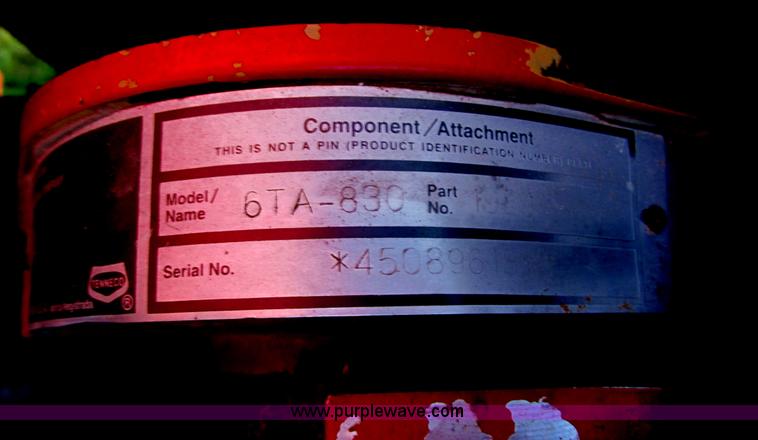 Component/Attachment
THIS IS NOT A PIN (PRODUCT IDENTIFICATION NUMBER)
Model/Name 6TA-830 Part No.
Serial No.
TENNECO
®
www.purplewave.com